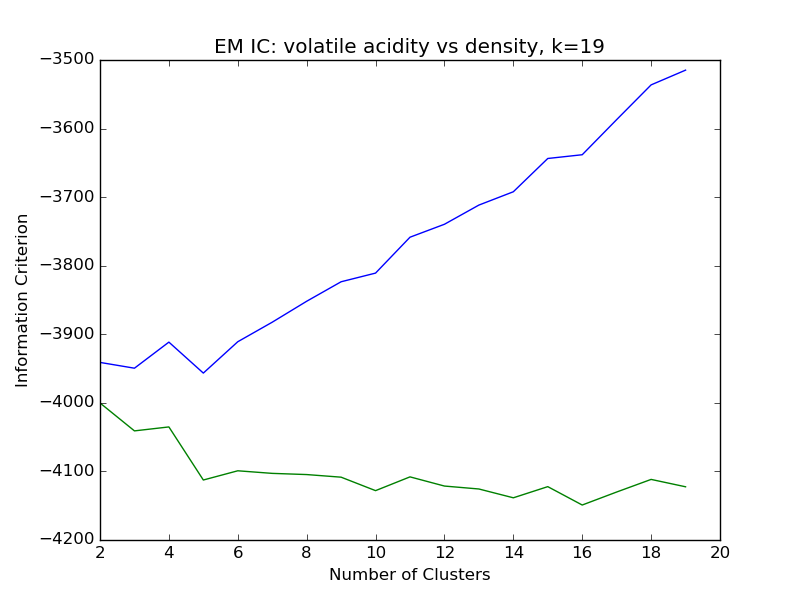 EM IC: volatile acidity vs density, k=19
−3500
−3600
−3700
−3800
−3900
−4000
−4100
−4200
Information Criterion
2 4 6 8 10 12 14 16 18 20
Number of Clusters